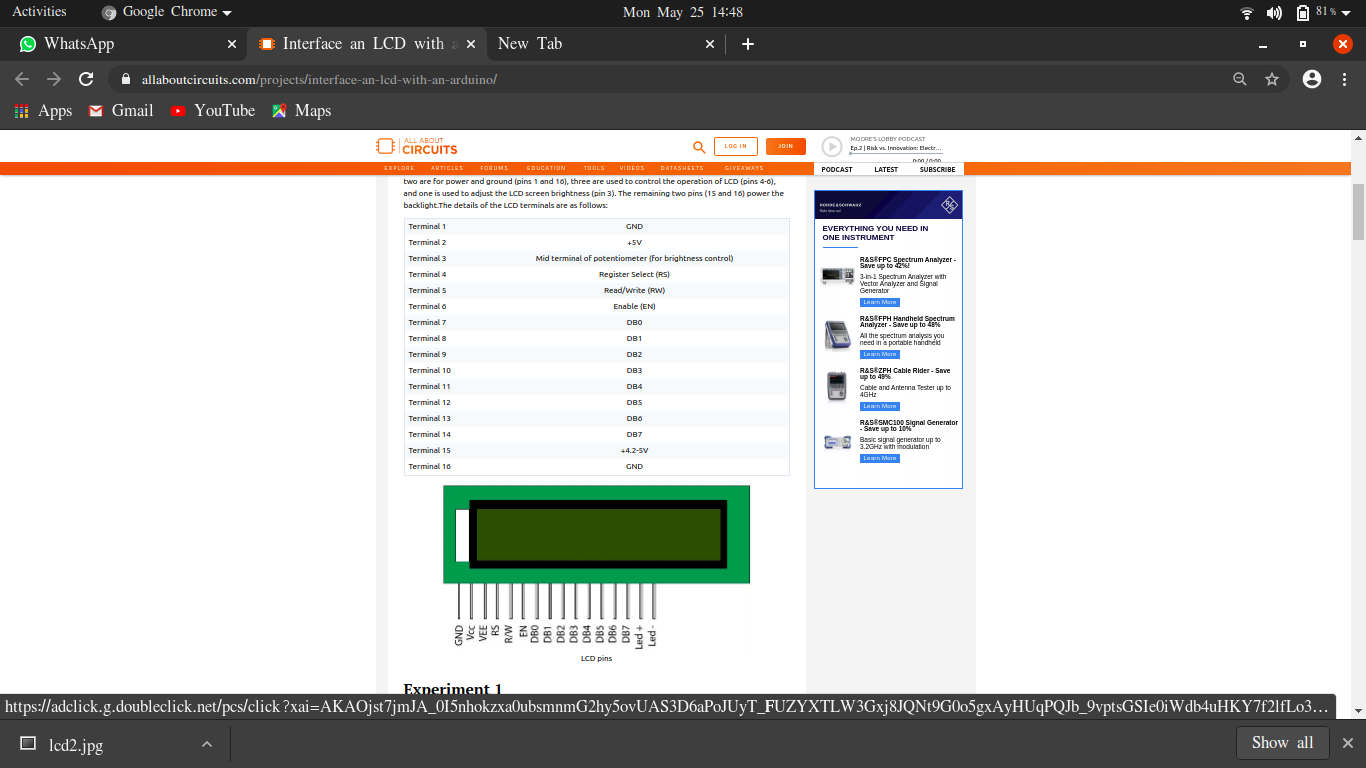 Activities Google Chrome Mon May 25 14:48 81%
WhatsApp Interface an LCD with a New Tab
allaboutcircuits.com/projects/interface-an-lcd-with-an-arduino/
Apps Gmail YouTube Maps
ALL ABOUT CIRCUITS
LOG IN JOIN
MOORE'S LOBBY PODCAST
Ep.2 | Risk vs. Innovation: Electr...
0:00 / 0:00
EXPLORE ARTICLES FORUMS EDUCATION TOOLS VIDEOS DATASHEETS GIVEAWAYS
PODCAST LATEST SUBSCRIBE
two are for power and ground (pins 1 and 16), three are used to control the operation of LCD (pins 4-6),
and one is used to adjust the LCD screen brightness (pin 3). The remaining two pins (15 and 16) power the
backlight.The details of the LCD terminals are as follows:
Terminal 1 GND
Terminal 2 +5V
Terminal 3 Mid terminal of potentiometer (for brightness control)
Terminal 4 Register Select (RS)
Terminal 5 Read/Write (RW)
Terminal 6 Enable (EN)
Terminal 7 DB0
Terminal 8 DB1
Terminal 9 DB2
Terminal 10 DB3
Terminal 11 DB4
Terminal 12 DB5
Terminal 13 DB6
Terminal 14 DB7
Terminal 15 +4.2-5V
Terminal 16 GND
GND Vcc VEE RS R/W EN DB0 DB1 DB2 DB3 DB4 DB5 DB6 DB7 Led + Led -
LCD pins
Experiment 1
ROHDE&SCHWARZ
Make ideas real
EVERYTHING YOU NEED IN
ONE INSTRUMENT
R&S®FPC Spectrum Analyzer -
Save up to 42%!
3-in-1 Spectrum Analyzer with
Vector Analyzer and Signal
Generator
Learn More
R&S®FPH Handheld Spectrum
Analyzer - Save up to 48%
All the spectrum analysis you
need in a portable handheld
Learn More
R&S®ZPH Cable Rider - Save
up to 49%
Cable and Antenna Tester up to
4GHz
Learn More
R&S®SMC100 Signal Generator
- Save up to 10%
Basic signal generator up to
3.2GHz with modulation
Learn More
https://adclick.g.doubleclick.net/pcs/click?xai=AKAOjst7jmJA_0I5nhokzxa0ubsmnmG2hy5ovUAS3D6aPoJUyT_FUZYXTLW3Gxj8JQNt9G0o5gxAyHUqPQJb_9vptsGSIe0iWdb4uHKY7f2lfLo3…
lcd2.jpg Show all